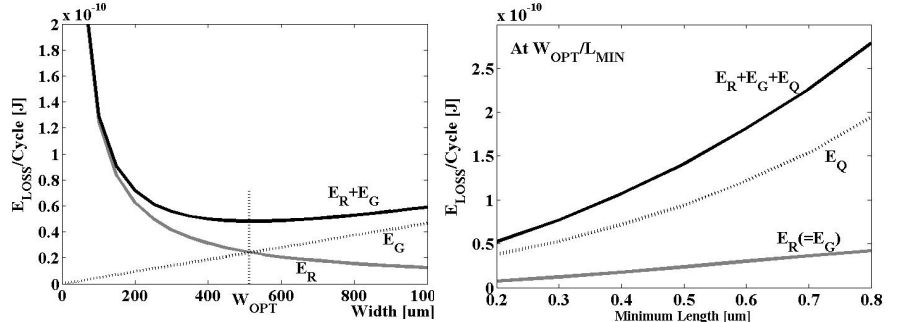 x 10^-10
2
1.8
1.6
1.4
1.2
1
0.8
0.6
0.4
0.2
0
E_LOSS/Cycle [J]
E_R+E_G
E_G
E_R
0 200 400 600 800 100
W_OPT
Width [um]
x 10^-10
2.5
2
1.5
1
0.5
0
E_LOSS/Cycle [J]
At W_OPT/L_MIN
E_R+E_G+E_Q
E_Q
E_R(=E_G)
0.2 0.3 0.4 0.5 0.6 0.7 0.8
Minimum Length [um]